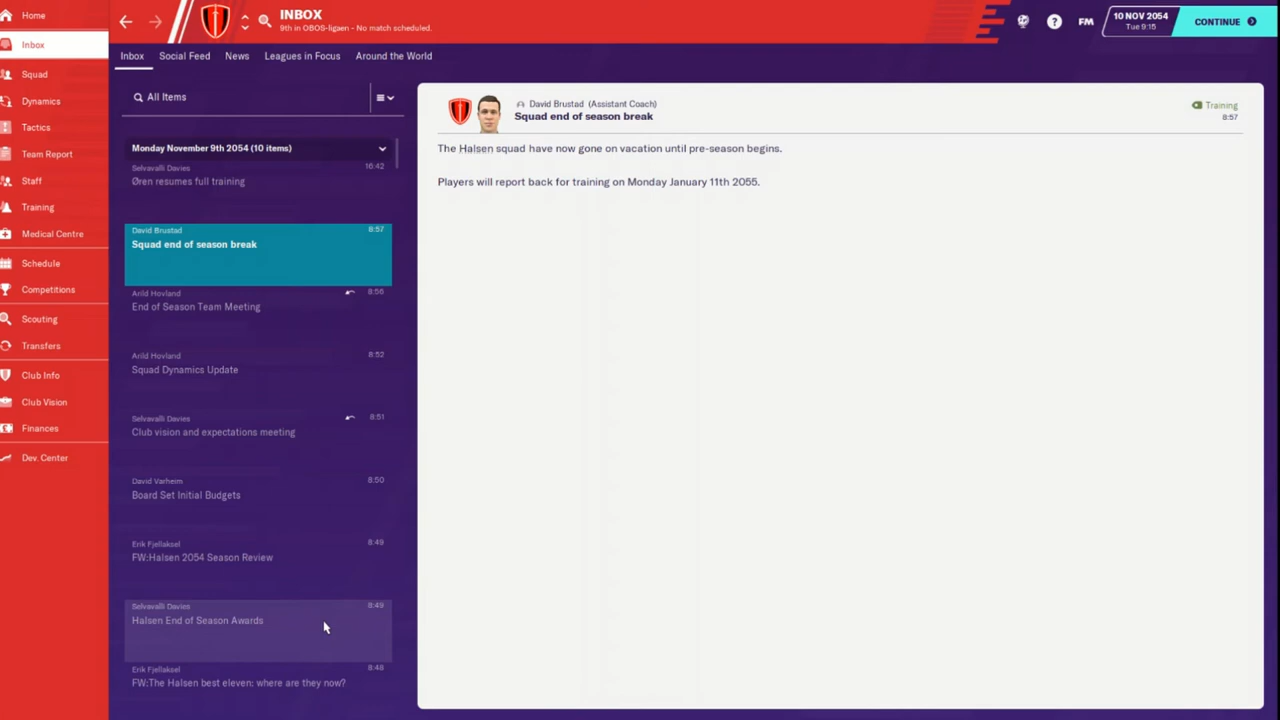 Home
Inbox
Squad
Dynamics
Tactics
Team Report
Staff
Training
Medical Centre
Schedule
Competitions
Scouting
Transfers
Club Info
Club Vision
Finances
Dev. Center
INBOX
9th in OBOS-ligaen - No match scheduled.
?
FM
10 NOV 2054
Tue 9:15
CONTINUE
Inbox Social Feed News Leagues in Focus Around the World
All Items
Monday November 9th 2054 (10 items)
Selvavalli Davies 16:42
Øren resumes full training
David Brustad 8:57
Squad end of season break
Arild Hovland 8:56
End of Season Team Meeting
Arild Hovland 8:52
Squad Dynamics Update
Selvavalli Davies 8:51
Club vision and expectations meeting
David Varheim 8:50
Board Set Initial Budgets
Erik Fjellaksel 8:49
FW:Halsen 2054 Season Review
Selvavalli Davies 8:49
Halsen End of Season Awards
Erik Fjellaksel 8:48
FW:The Halsen best eleven: where are they now?
David Brustad (Assistant Coach)
Squad end of season break
Training
8:57
The Halsen squad have now gone on vacation until pre-season begins.
Players will report back for training on Monday January 11th 2055.